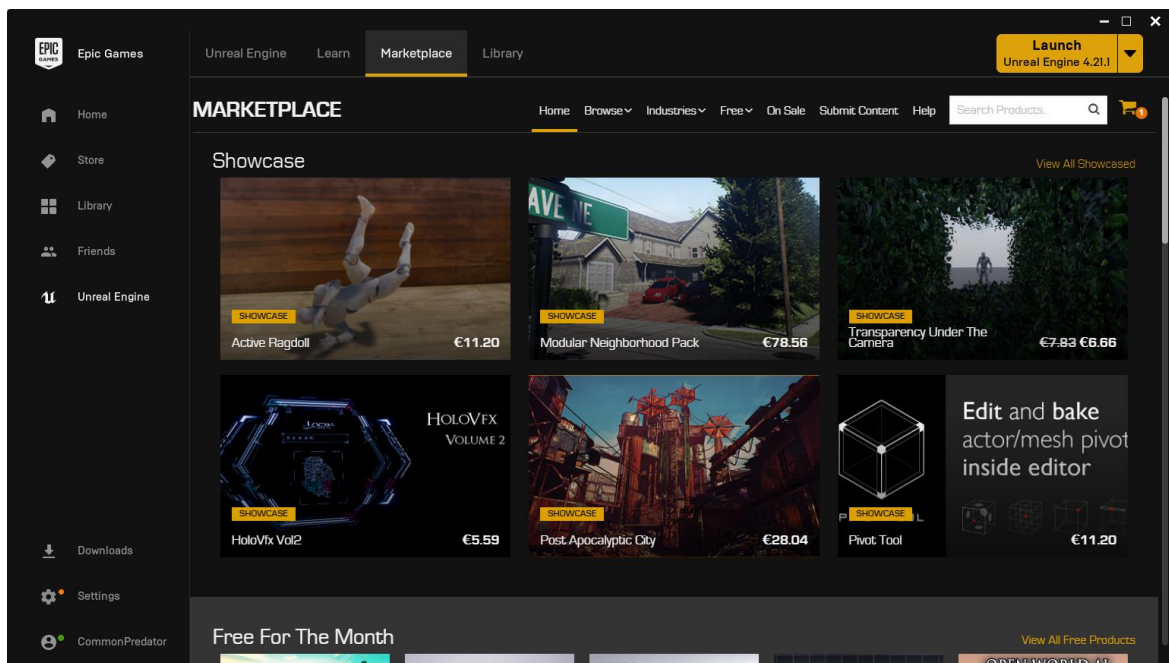 EPIC
GAMES
Epic Games
Unreal Engine
Learn
Marketplace
Library
Launch
Unreal Engine 4.21.1
Home
Store
Library
Friends
Unreal Engine
Downloads
Settings
CommonPredator
MARKETPLACE
Home
Browse
Industries
Free
On Sale
Submit Content
Help
Search Products...
1
Showcase
View All Showcased
AVE NE
SHOWCASE
Active Ragdoll
€11.20
SHOWCASE
Modular Neighborhood Pack
€78.56
SHOWCASE
Transparency Under The
Camera
€7.83 €6.66
HOLOVFX
VOLUME 2
SHOWCASE
HoloVfx Vol2
€5.59
SHOWCASE
Post Apocalyptic City
€28.04
Edit and bake
actor/mesh pivot
inside editor
SHOWCASE
Pivot Tool
€11.20
Free For The Month
View All Free Products
OPEN WORLD AI